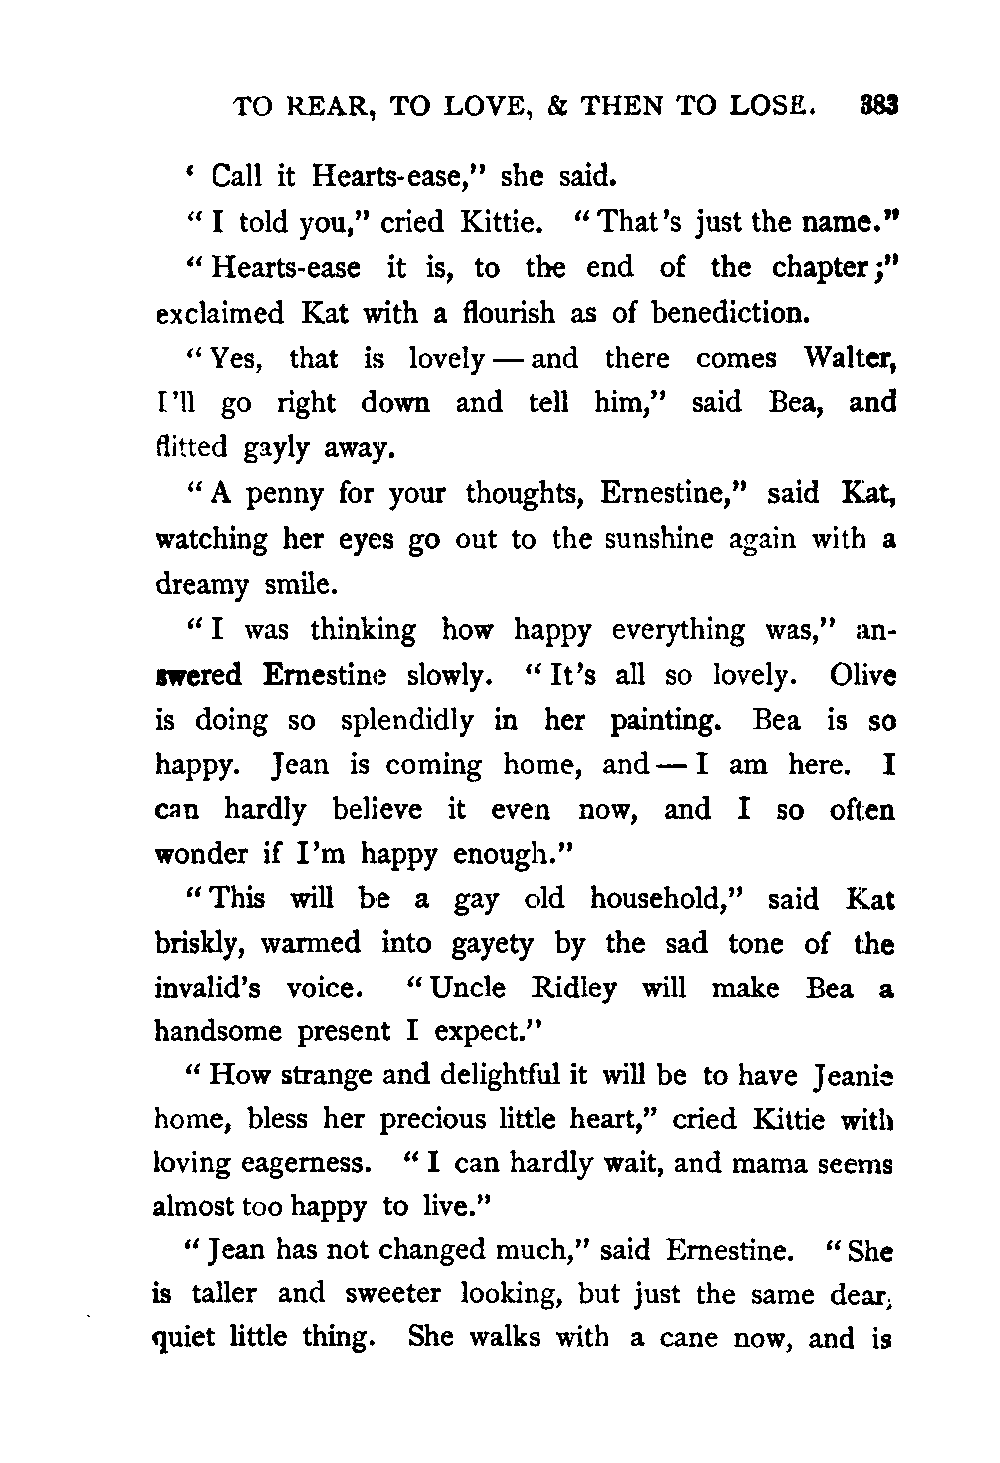 TO REAR, TO LOVE, & THEN TO LOSE. 383
‘ Call it Hearts-ease,” she said.
“ I told you,” cried Kittie. “ That’s just the name.”
“ Hearts-ease it is, to the end of the chapter;”
exclaimed Kat with a flourish as of benediction.
“ Yes, that is lovely — and there comes Walter,
I’ll go right down and tell him,” said Bea, and
flitted gayly away.
“ A penny for your thoughts, Ernestine,” said Kat,
watching her eyes go out to the sunshine again with a
dreamy smile.
“ I was thinking how happy everything was,” an-
swered Ernestine slowly. “ It’s all so lovely. Olive
is doing so splendidly in her painting. Bea is so
happy. Jean is coming home, and — I am here. I
can hardly believe it even now, and I so often
wonder if I’m happy enough.”
“ This will be a gay old household,” said Kat
briskly, warmed into gayety by the sad tone of the
invalid’s voice. “ Uncle Ridley will make Bea a
handsome present I expect.”
“ How strange and delightful it will be to have Jeanie
home, bless her precious little heart,” cried Kittie with
loving eagerness. “ I can hardly wait, and mama seems
almost too happy to live.”
“ Jean has not changed much,” said Ernestine. “ She
is taller and sweeter looking, but just the same dear,
quiet little thing. She walks with a cane now, and is